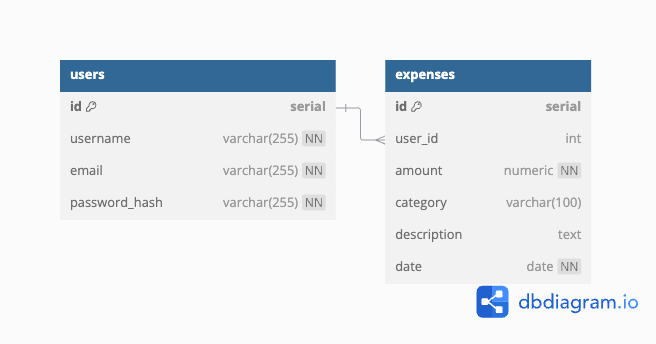 users
id serial
username varchar(255) NN
email varchar(255) NN
password_hash varchar(255) NN
expenses
id serial
user_id int
amount numeric NN
category varchar(100)
description text
date date NN
dbdiagram.io